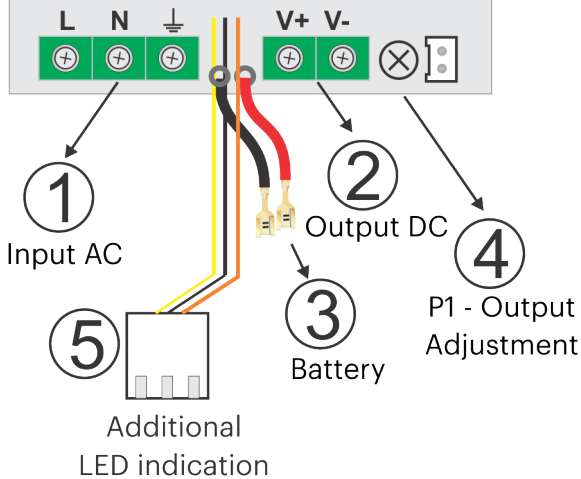 L N V+ V-
1
Input AC
2
Output DC
3
Battery
4
P1 - Output
Adjustment
5
Additional
LED indication